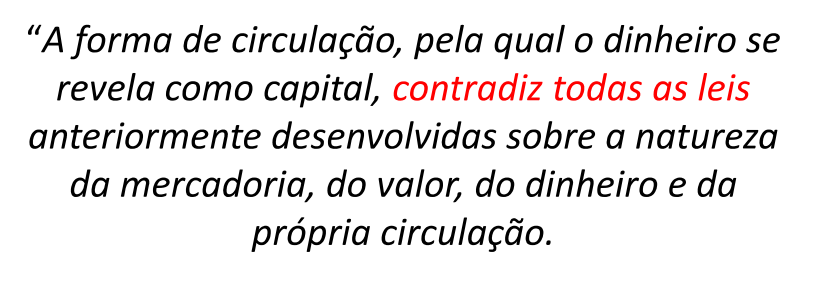 “A forma de circulação, pela qual o dinheiro se
revela como capital, contradiz todas as leis
anteriormente desenvolvidas sobre a natureza
da mercadoria, do valor, do dinheiro e da
própria circulação.